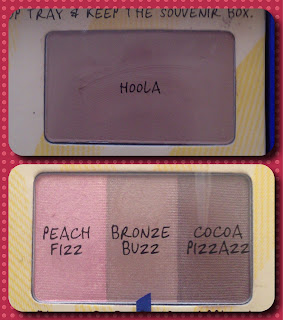 TRAY & KEEP THE SOUVENIR BOX.
HOOLA
PEACH BRONZE COCOA
FIZZ BUZZ PIZZAZZ